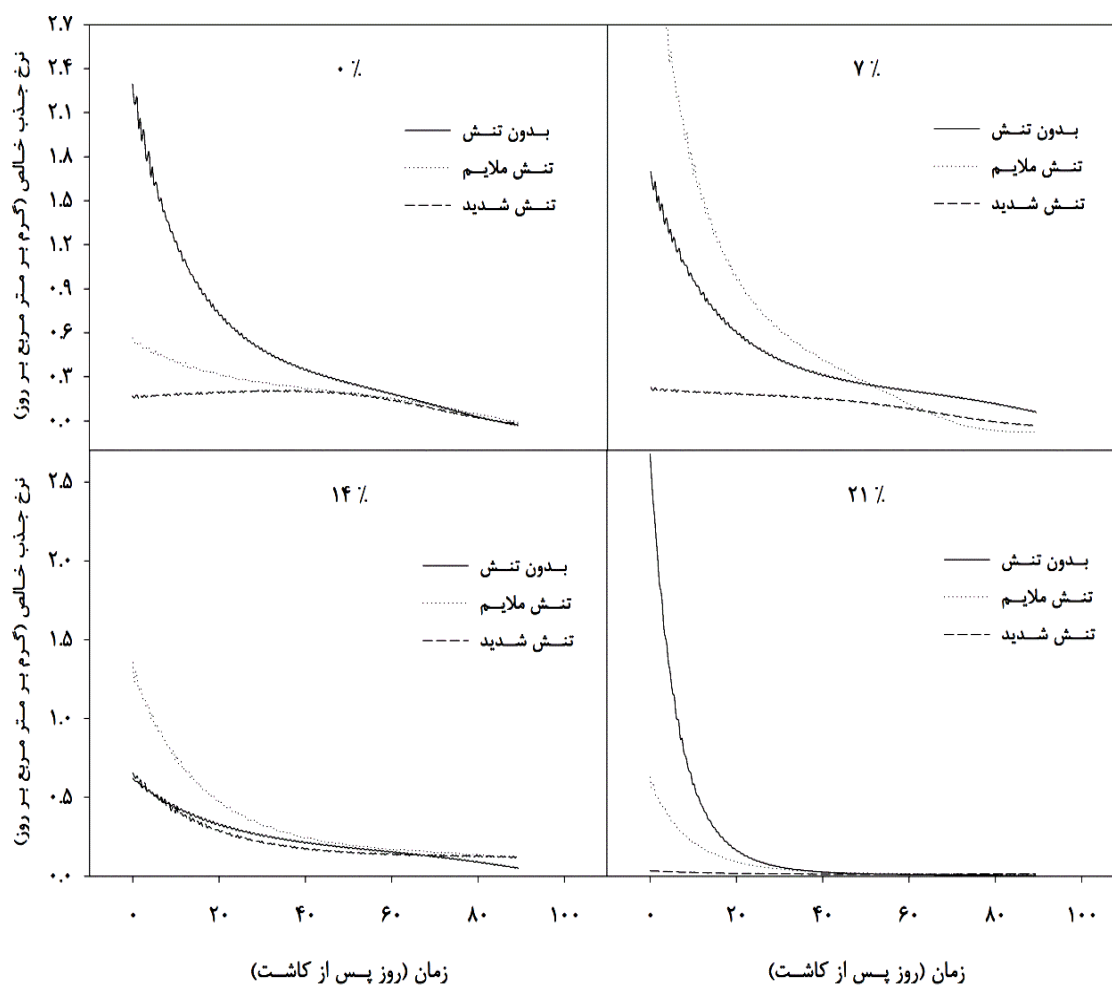 نرخ جذب خالص (گرم بر متر مربع بر روز)
۲.۷
۲.۴
۲.۱
۱.۸
۱.۵
۱.۲
۰.۹
۰.۶
۰.۳
۰.۰
۰ ٪
بدون تنش
تنش ملایم
تنش شدید
۷ ٪
بدون تنش
تنش ملایم
تنش شدید
نرخ جذب خالص (گرم بر متر مربع بر روز)
۲.۵
۲.۰
۱.۵
۱.۰
۰.۵
۰.۰
۱۴ ٪
بدون تنش
تنش ملایم
تنش شدید
۲۱ ٪
بدون تنش
تنش ملایم
تنش شدید
۰ ۲۰ ۴۰ ۶۰ ۸۰ ۱۰۰
۰ ۲۰ ۴۰ ۶۰ ۸۰ ۱۰۰
زمان (روز پس از کاشت)
زمان (روز پس از کاشت)